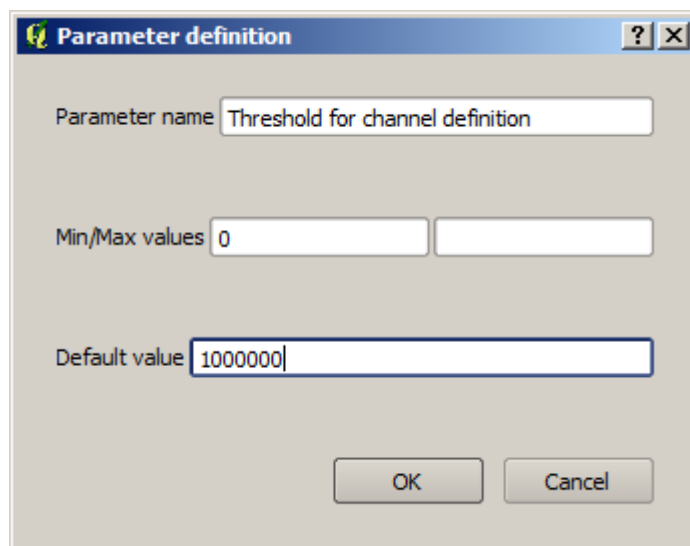 Parameter definition ? X
Parameter name Threshold for channel definition
Min/Max values 0
Default value 1000000
OK Cancel